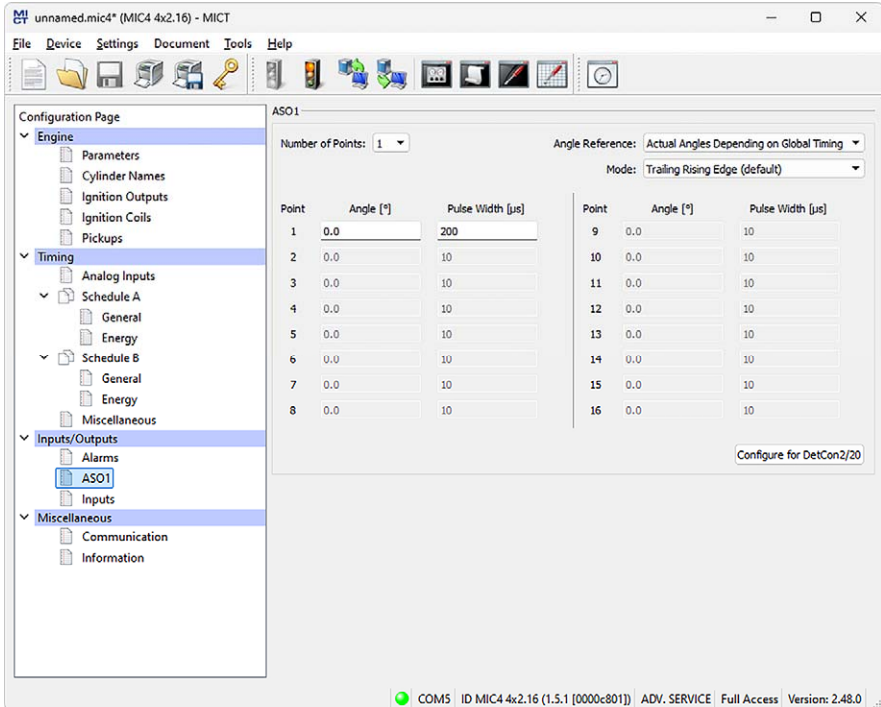 MICT unnamed.mic4* (MIC4 4x2.16) - MICT
File Device Settings Document Tools Help
Configuration Page
Engine
Parameters
Cylinder Names
Ignition Outputs
Ignition Coils
Pickups
Timing
Analog Inputs
Schedule A
General
Energy
Schedule B
General
Energy
Miscellaneous
Inputs/Outputs
Alarms
ASO1
Inputs
Miscellaneous
Communication
Information
ASO1
Number of Points: 1
Angle Reference: Actual Angles Depending on Global Timing
Mode: Trailing Rising Edge (default)
Point Angle [°] Pulse Width [µs] Point Angle [°] Pulse Width [µs]
1 0.0 200 9 0.0 10
2 0.0 10 10 0.0 10
3 0.0 10 11 0.0 10
4 0.0 10 12 0.0 10
5 0.0 10 13 0.0 10
6 0.0 10 14 0.0 10
7 0.0 10 15 0.0 10
8 0.0 10 16 0.0 10
Configure for DetCon2/20
COM5 ID MIC4 4x2.16 (1.5.1 [0000c801]) ADV. SERVICE Full Access Version: 2.48.0